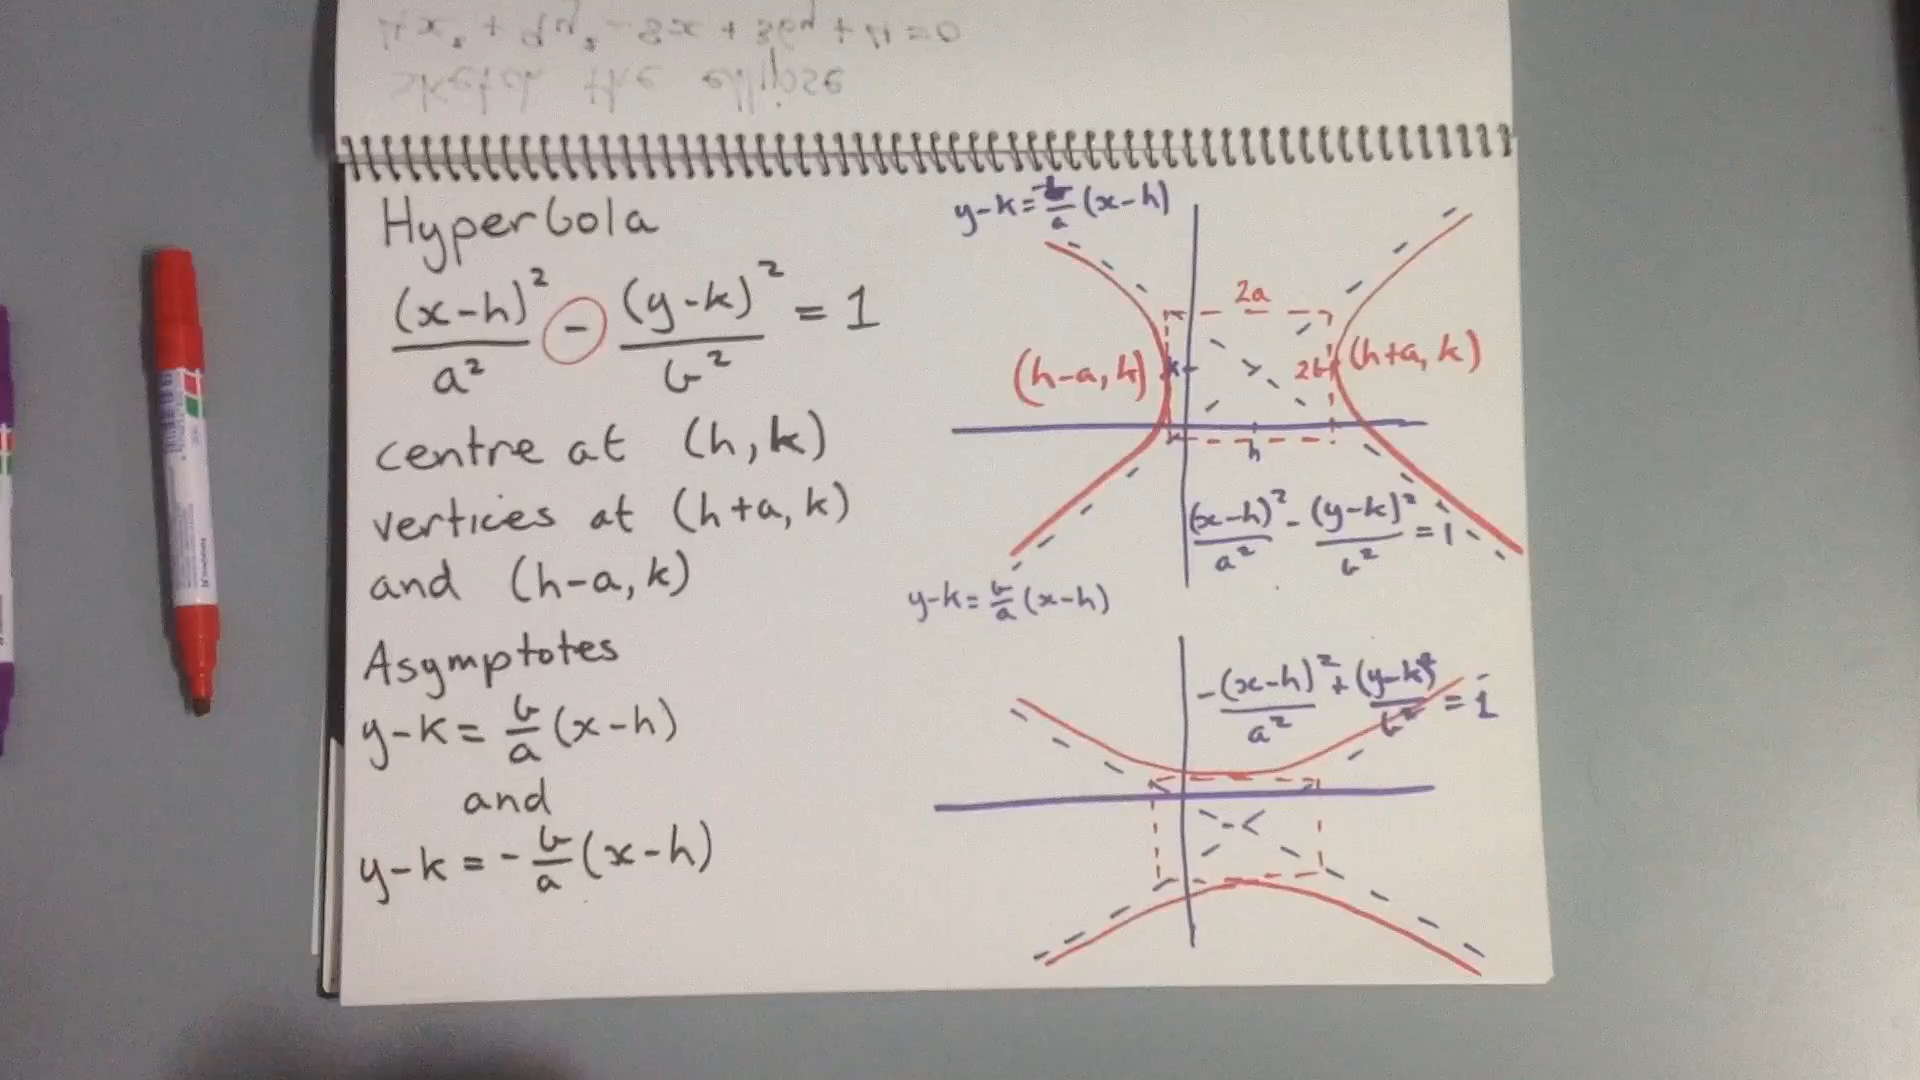 Hyperbola
(x-h)²/a² - (y-k)²/b² = 1
centre at (h, k)
vertices at (h+a, k)
and (h-a, k)
Asymptotes
y-k = b/a (x-h)
and
y-k = - b/a (x-h)
y-k = -b/a (x-h)
2a
(h-a, k)
k
2b
(h+a, k)
h
(x-h)²/a² - (y-k)²/b² = 1
y-k = b/a (x-h)
-(x-h)²/a² + (y-k)²/b² = 1